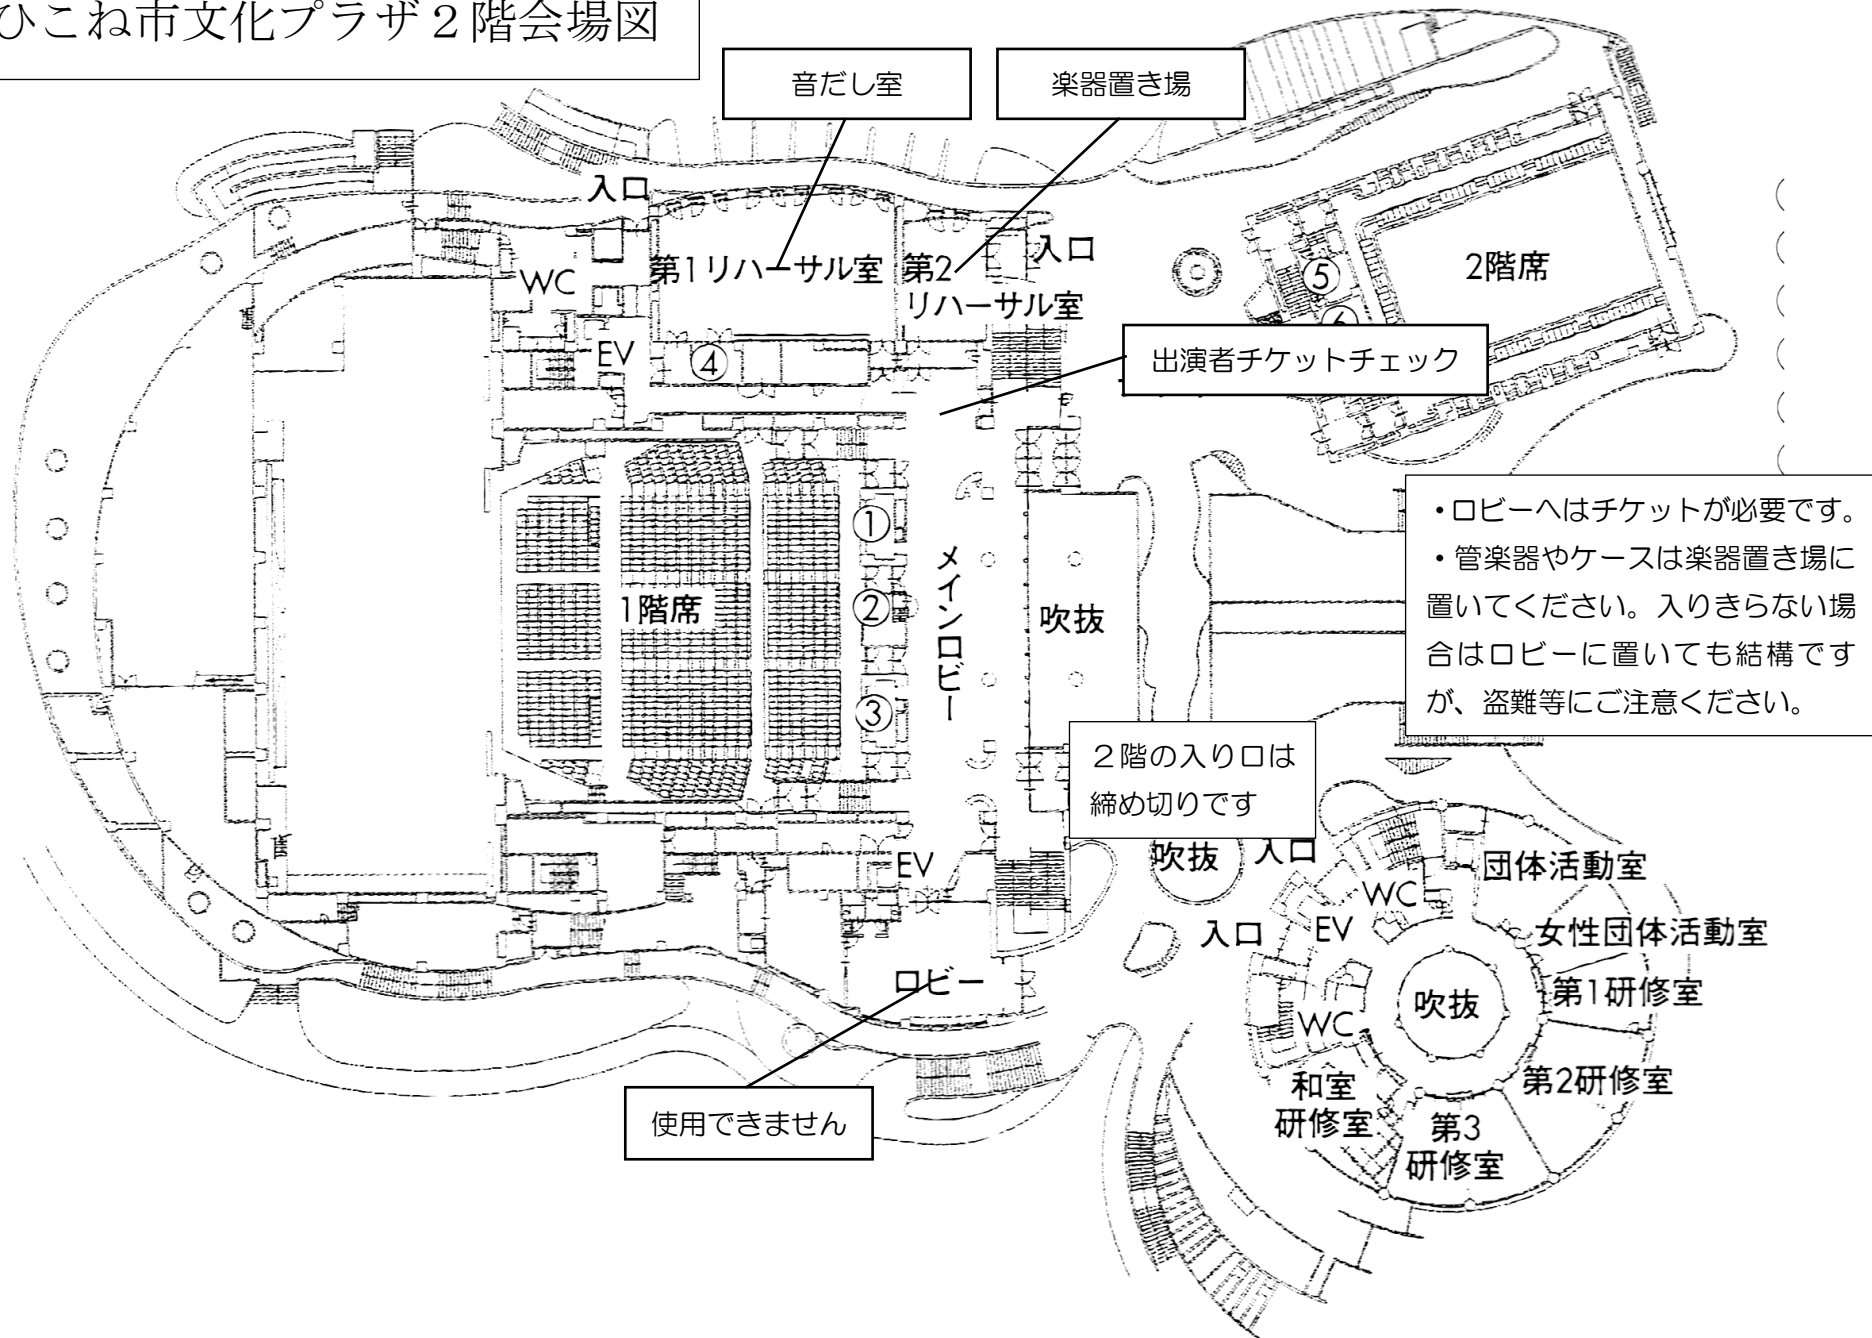 ひこね市文化プラザ２階会場図
音だし室
楽器置き場
入口
WC
第1リハーサル室
第2
リハーサル室
入口
EV
④
⑤
⑥
2階席
出演者チケットチェック
①
②
③
1階席
メインロビー
吹抜
・ロビーへはチケットが必要です。
・管楽器やケースは楽器置き場に
置いてください。入りきらない場
合はロビーに置いても結構です
が、盗難等にご注意ください。
２階の入り口は
締め切りです
EV
ロビー
使用できません
吹抜
入口
入口
団体活動室
WC
EV
女性団体活動室
第1研修室
吹抜
WC
第2研修室
和室
研修室
第3
研修室